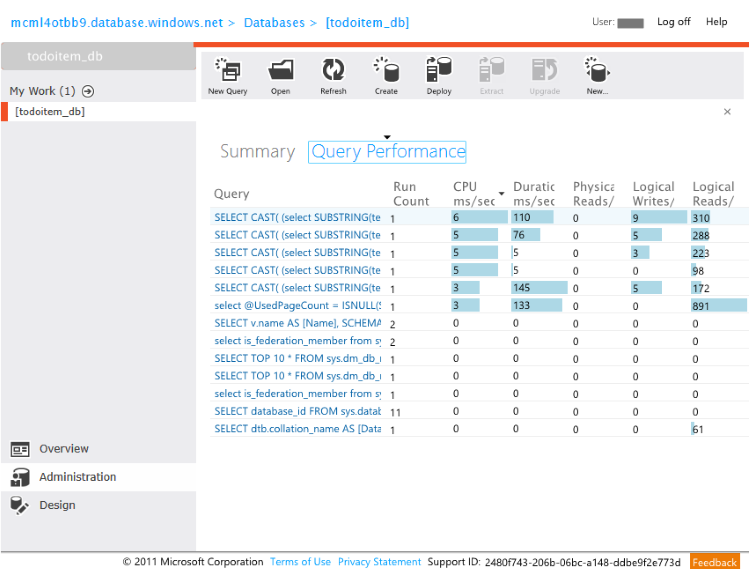 mcml4otbb9.database.windows.net > Databases > [todoitem_db]
User: Log off Help
todoitem_db
My Work (1)
[todoitem_db]
New Query Open Refresh Create Deploy Extract Upgrade New...
Summary Query Performance
Query Run Count CPU ms/sec Duratic ms/sec Physica Reads/ Logical Writes/ Logical Reads/
SELECT CAST( (select SUBSTRING(te 1 6 110 0 9 310
SELECT CAST( (select SUBSTRING(te 1 5 76 0 5 288
SELECT CAST( (select SUBSTRING(te 1 5 5 0 3 223
SELECT CAST( (select SUBSTRING(te 1 5 5 0 0 98
SELECT CAST( (select SUBSTRING(te 1 3 145 0 5 172
select @UsedPageCount = ISNULL(S 1 3 133 0 0 891
SELECT v.name AS [Name], SCHEMA 2 0 0 0 0 0
select is_federation_member from sy 2 0 0 0 0 0
SELECT TOP 10 * FROM sys.dm_db_ 1 0 0 0 0 0
SELECT TOP 10 * FROM sys.dm_db_ 1 0 0 0 0 0
select is_federation_member from sy 1 0 0 0 0 0
SELECT database_id FROM sys.datab 11 0 0 0 0 0
SELECT dtb.collation_name AS [Data 1 0 0 0 0 61
Overview
Administration
Design
© 2011 Microsoft Corporation Terms of Use Privacy Statement Support ID: 2480f743-206b-06bc-a148-ddbe9f2e773d Feedback